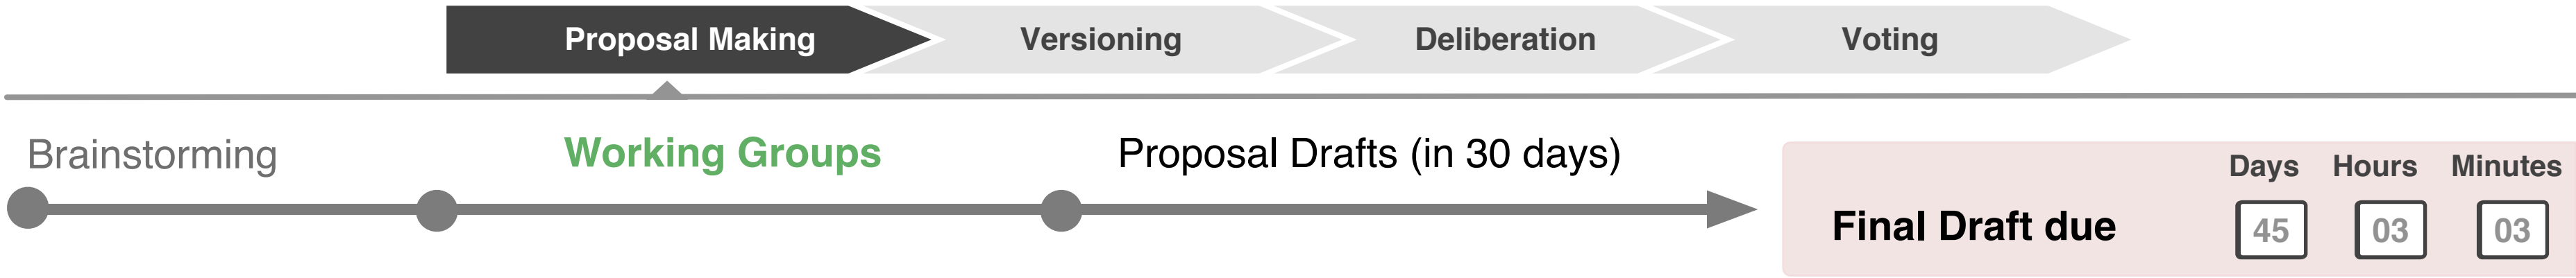 Proposal Making
Versioning
Deliberation
Voting
Brainstorming
Working Groups
Proposal Drafts (in 30 days)
Days Hours Minutes
Final Draft due 45 03 03